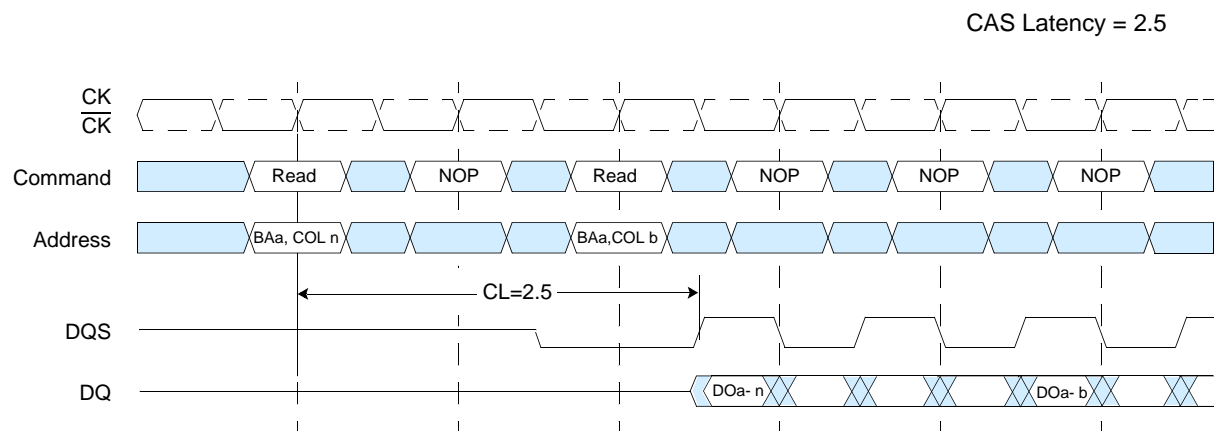 CAS Latency = 2.5
CK
CK
Command
Read
NOP
Read
NOP
NOP
NOP
Address
BAa, COL n
BAa,COL b
CL=2.5
DQS
DQ
DOa- n
DOa- b